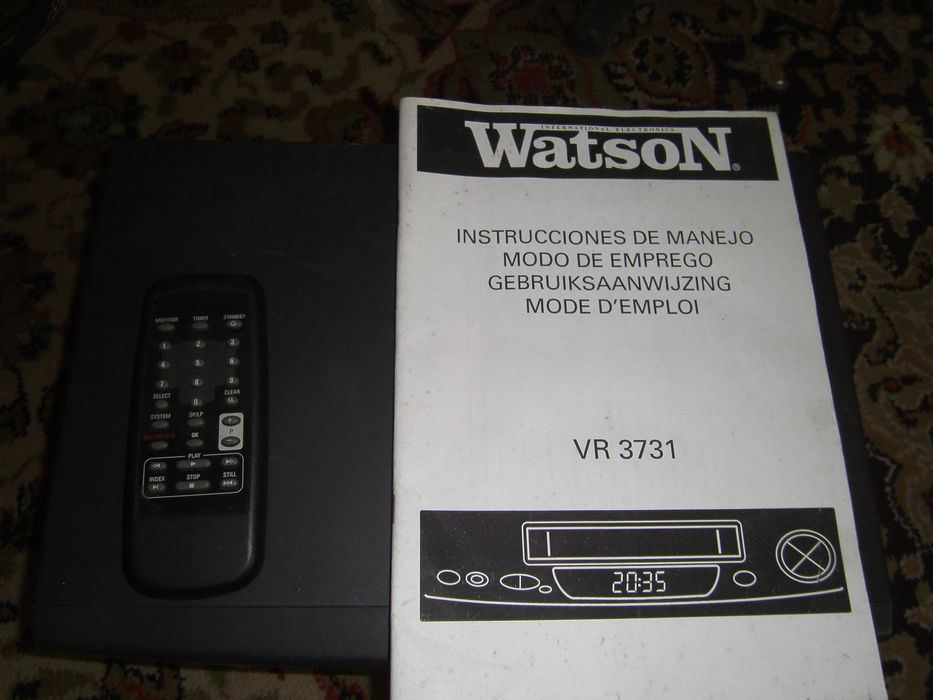 INTERNATIONAL ELECTRONICS
WatsoN
INSTRUCCIONES DE MANEJO
MODO DE EMPREGO
GEBRUIKSAANWIJZING
MODE D'EMPLOI
VR 3731
20:35
MONITOR TIMER STANDBY
1 2 3
4 5 6
7 8 9
SELECT 0 CLEAR
CL
SYSTEM SP/LP +
OK P
-
PLAY
INDEX STOP STILL